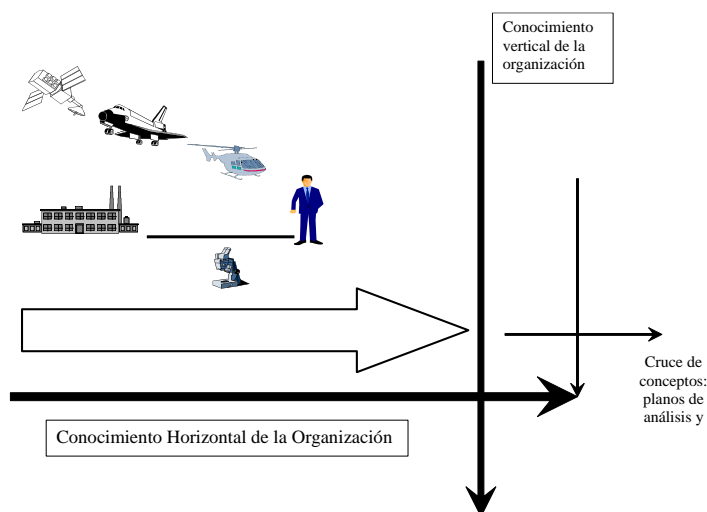 Conocimiento
vertical de la
organización
Cruce de
conceptos:
planos de
análisis y
Conocimiento Horizontal de la Organización